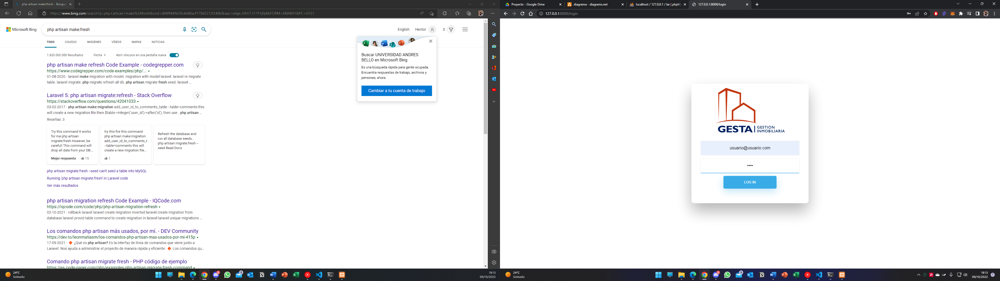 php artisan make:fresh - Búsque
https://www.bing.com/search?q=php+artisan+make%3Afresh&cvid=d84ff449b58c4d48acf179d3212f240b&aqs=edge..69i57.11791j0j4&FORM=ANAB01&PC=U531
Microsoft Bing
php artisan make:fresh
English
Hector
3
TODO
COLEGIO
IMÁGENES
VÍDEOS
MAPAS
NOTICIAS
1.820.000.000 Resultados
Fecha
Abrir vínculos en una pestaña nueva
php artisan make refresh Code Example - codegrepper.com
https://www.codegrepper.com/code-examples/php/...
01-08-2020 · laravel make migration with model. migration with model laravel. laravel re migrate
table. laravel migrate. php migrate refresh all db. php artisan migrate fresh seed. laravel ...
Laravel 5: php artisan migrate:refresh - Stack Overflow
https://stackoverflow.com/questions/42041033
03-02-2017 · php artisan make:migration add_user_id_to_comments_table –table=comments this
will create a new migration file then $table->integer('user_id')->after('id'); then use . php artisan ...
Reseñas: 3
Try this command it works
for me php artisan
migrate:fresh However, be
careful! This command will
drop all data from your DB:...
Mejor respuesta · 15
try this fire this command
php artisan make:migration
add_user_id_to_comments_t
--table=comments this will
create a new migration file...
1
Refresh the database and
run all database seeds...
php artisan migrate:fresh --
seed Read Docs
php artisan migrate:fresh --seed can't seed a table into MySQL
Running 'php artisan migrate:fresh' in Laravel code
Ver más resultados
php artisan migration refresh Code Example - IQCode.com
https://iqcode.com/code/php/php-artisan-migration-refresh
02-10-2021 · rollback laravel laravel create migration inverted laravel create migration from
database laravel provid table command to create migration in laravel laravel unique migrations ...
Los comandos php artisan más usados, por mí. - DEV Community
https://dev.to/leonmatiasm/los-comandos-php-artisan-mas-usados-por-mi-415p
17-09-2021 · ¿Qué es php artisan? Es la interfaz de línea de comandos que viene junto a
Laravel. Nos ayuda a administrar el proyecto de manera rápida y eficiente. Los comandos qu...
Comando php artisan migrate fresh - PHP código de ejemplo
https://es.code-paper.com/php/examples-php-artisan-migrate-fresh-command
Buscar UNIVERSIDAD ANDRES
BELLO en Microsoft Bing
Es una búsqueda rápida para gente ocupada.
Encuentra respuestas de trabajo, archivos y
personas, ahora.
Cambiar a tu cuenta de trabajo
24°C
Soleado
19:13
09/10/2022
Proyecto - Google Drive
diagrama - diagrams.net
localhost / 127.0.0.1 / lar | phpM
127.0.0.1:8000/login
127.0.0.1:8000/login
GESTA | GESTION
INMOBILIARIA
usuario@usuario.com
••••
LOG IN
24°C
Soleado
19:13
09/10/2022
7